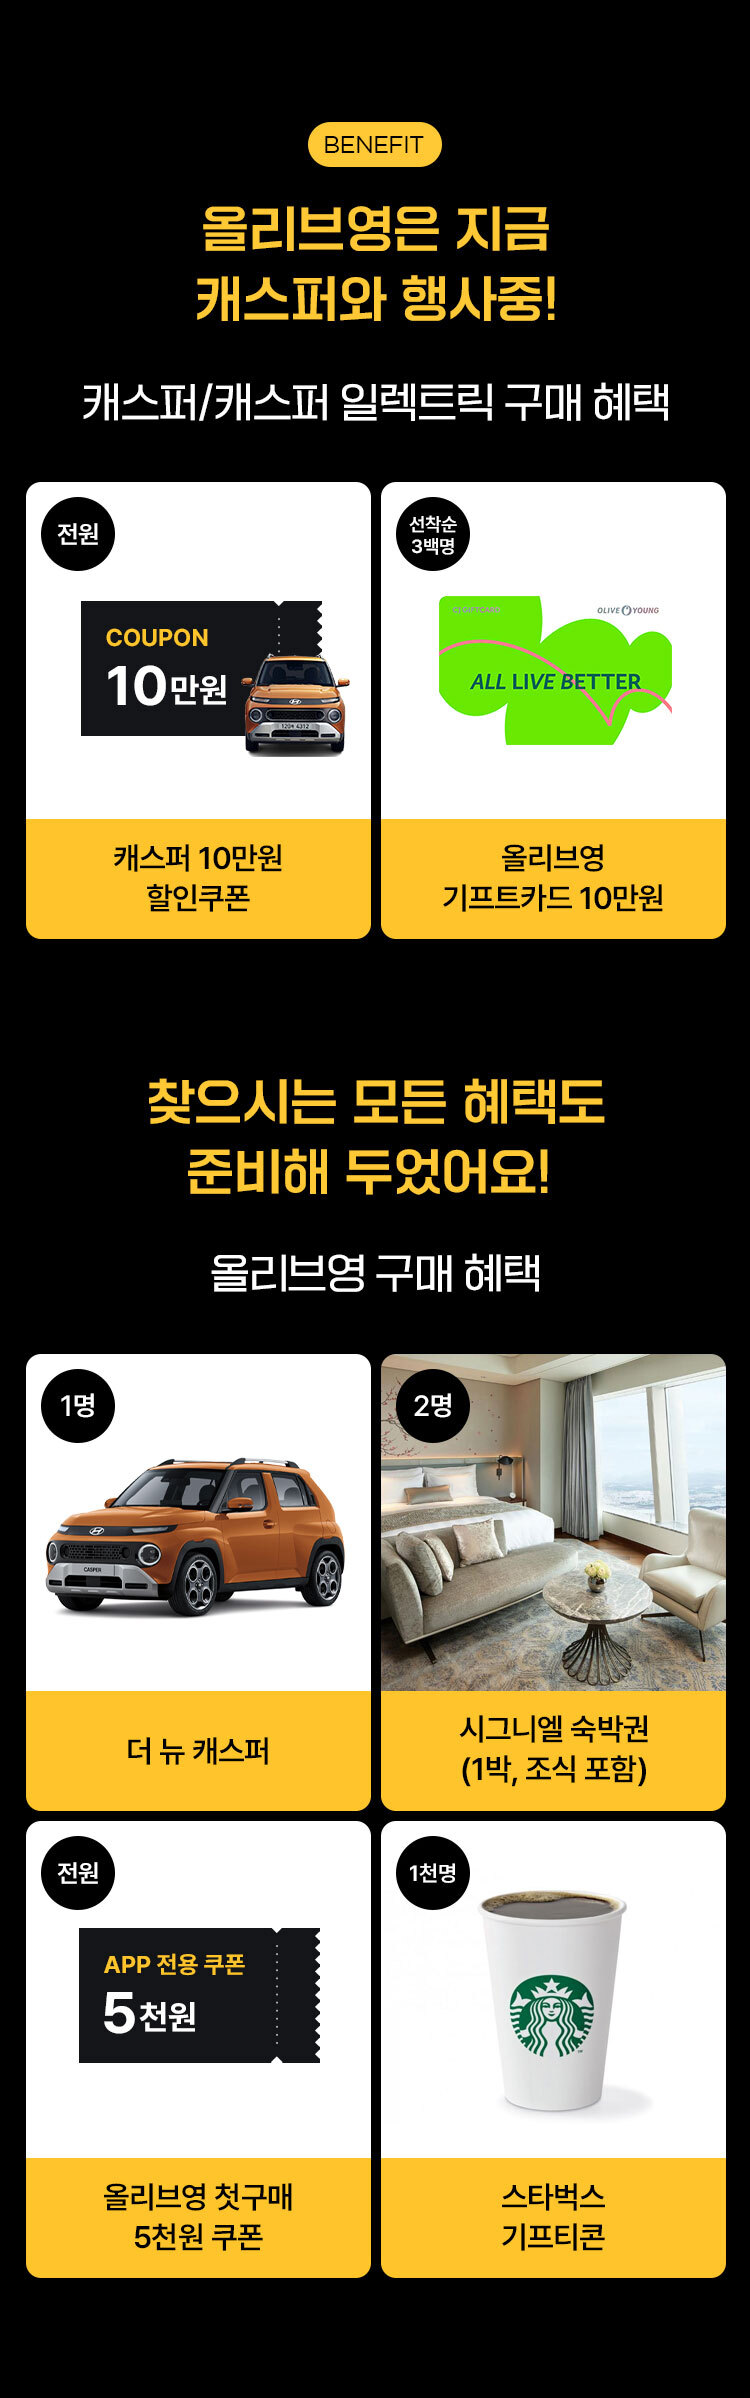 BENEFIT
올리브영은 지금
캐스퍼와 행사중!
캐스퍼/캐스퍼 일렉트릭 구매 혜택
전원
COUPON
10만원
캐스퍼 10만원
할인쿠폰
선착순
3백명
CJ GIFT CARD
OLIVE YOUNG
ALL LIVE BETTER
올리브영
기프트카드 10만원
찾으시는 모든 혜택도
준비해 두었어요!
올리브영 구매 혜택
1명
CASPER
더 뉴 캐스퍼
2명
시그니엘 숙박권
(1박, 조식 포함)
전원
APP 전용 쿠폰
5천원
올리브영 첫구매
5천원 쿠폰
1천명
스타벅스
기프티콘